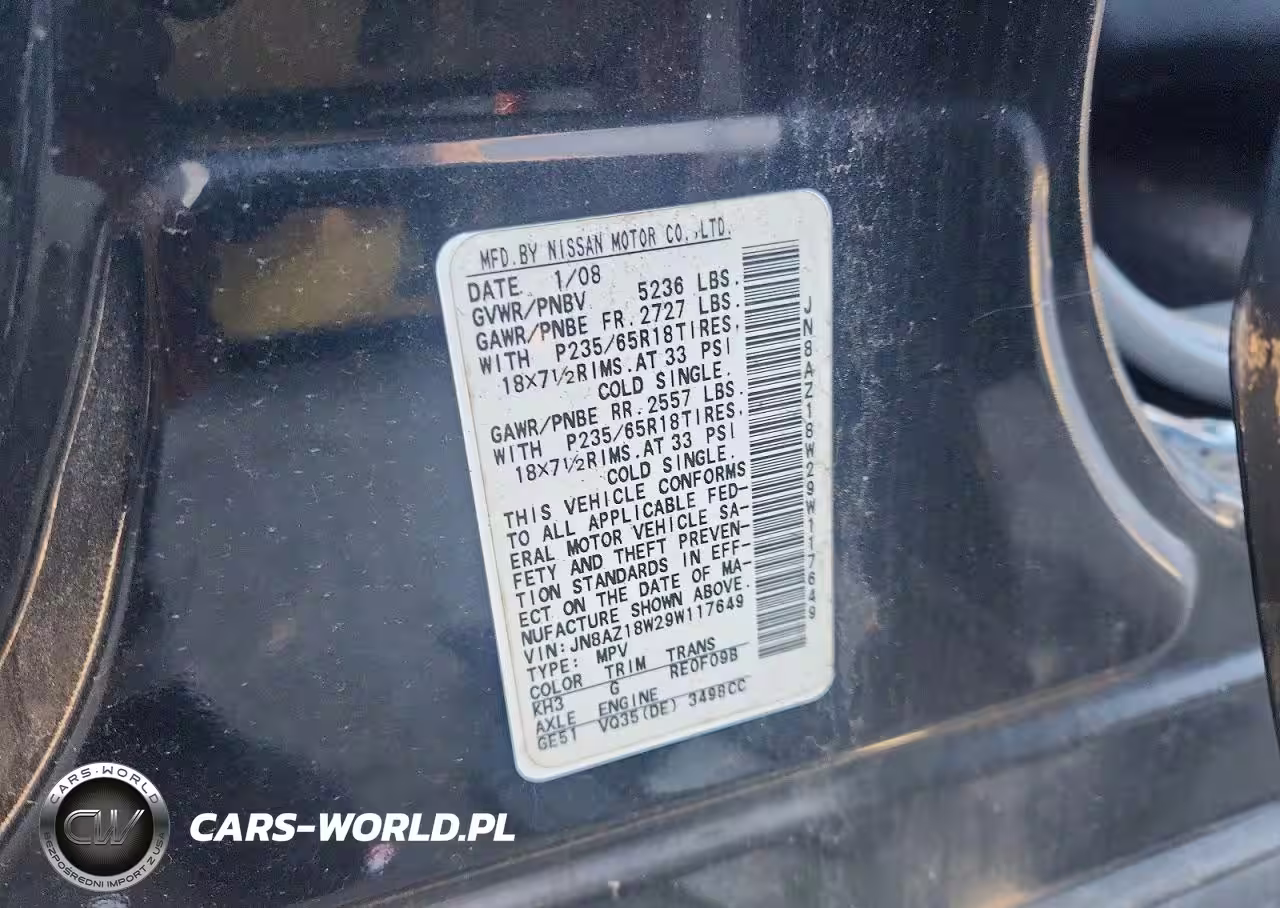 MFD.BY NISSAN MOTOR CO.,LTD.
DATE 1/08
GVWR/PNBV 5236 LBS.
GAWR/PNBE FR.2727 LBS.
WITH P235/65R18TIRES,
18X7½RIMS.AT 33 PSI
COLD SINGLE.
GAWR/PNBE RR.2557 LBS.
WITH P235/65R18TIRES,
18X7½RIMS.AT 33 PSI
COLD SINGLE.
THIS VEHICLE CONFORMS
TO ALL APPLICABLE FED-
ERAL MOTOR VEHICLE SA-
FETY AND THEFT PREVEN-
TION STANDARDS IN EFF-
ECT ON THE DATE OF MA-
NUFACTURE SHOWN ABOVE.
VIN:JN8AZ18W29W117649
TYPE: MPV
COLOR TRIM TRANS
KH3 G RE0F09B
AXLE ENGINE
GE51 VQ35(DE) 3498CC
JN8AZ18W29W117649
CARS-WORLD
CW
BEZPOŚREDNI IMPORT Z USA
CARS-WORLD.PL